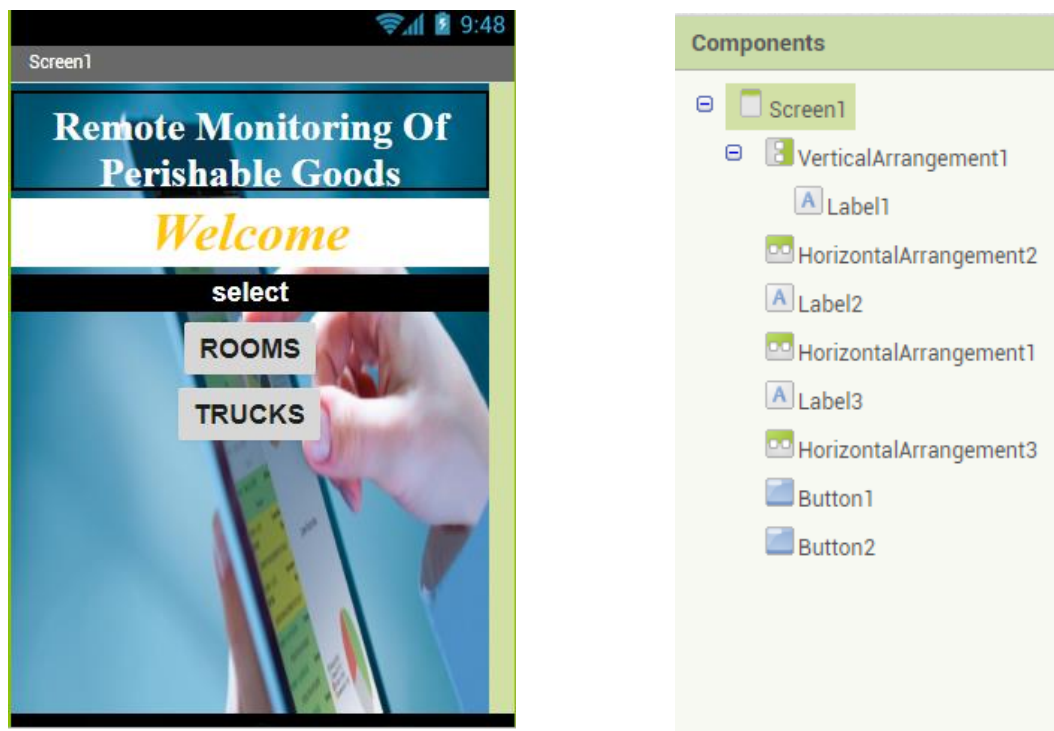 9:48
Screen1
Remote Monitoring Of
Perishable Goods
Welcome
select
ROOMS
TRUCKS
Components
Screen1
VerticalArrangement1
A Label1
HorizontalArrangement2
A Label2
HorizontalArrangement1
A Label3
HorizontalArrangement3
Button1
Button2